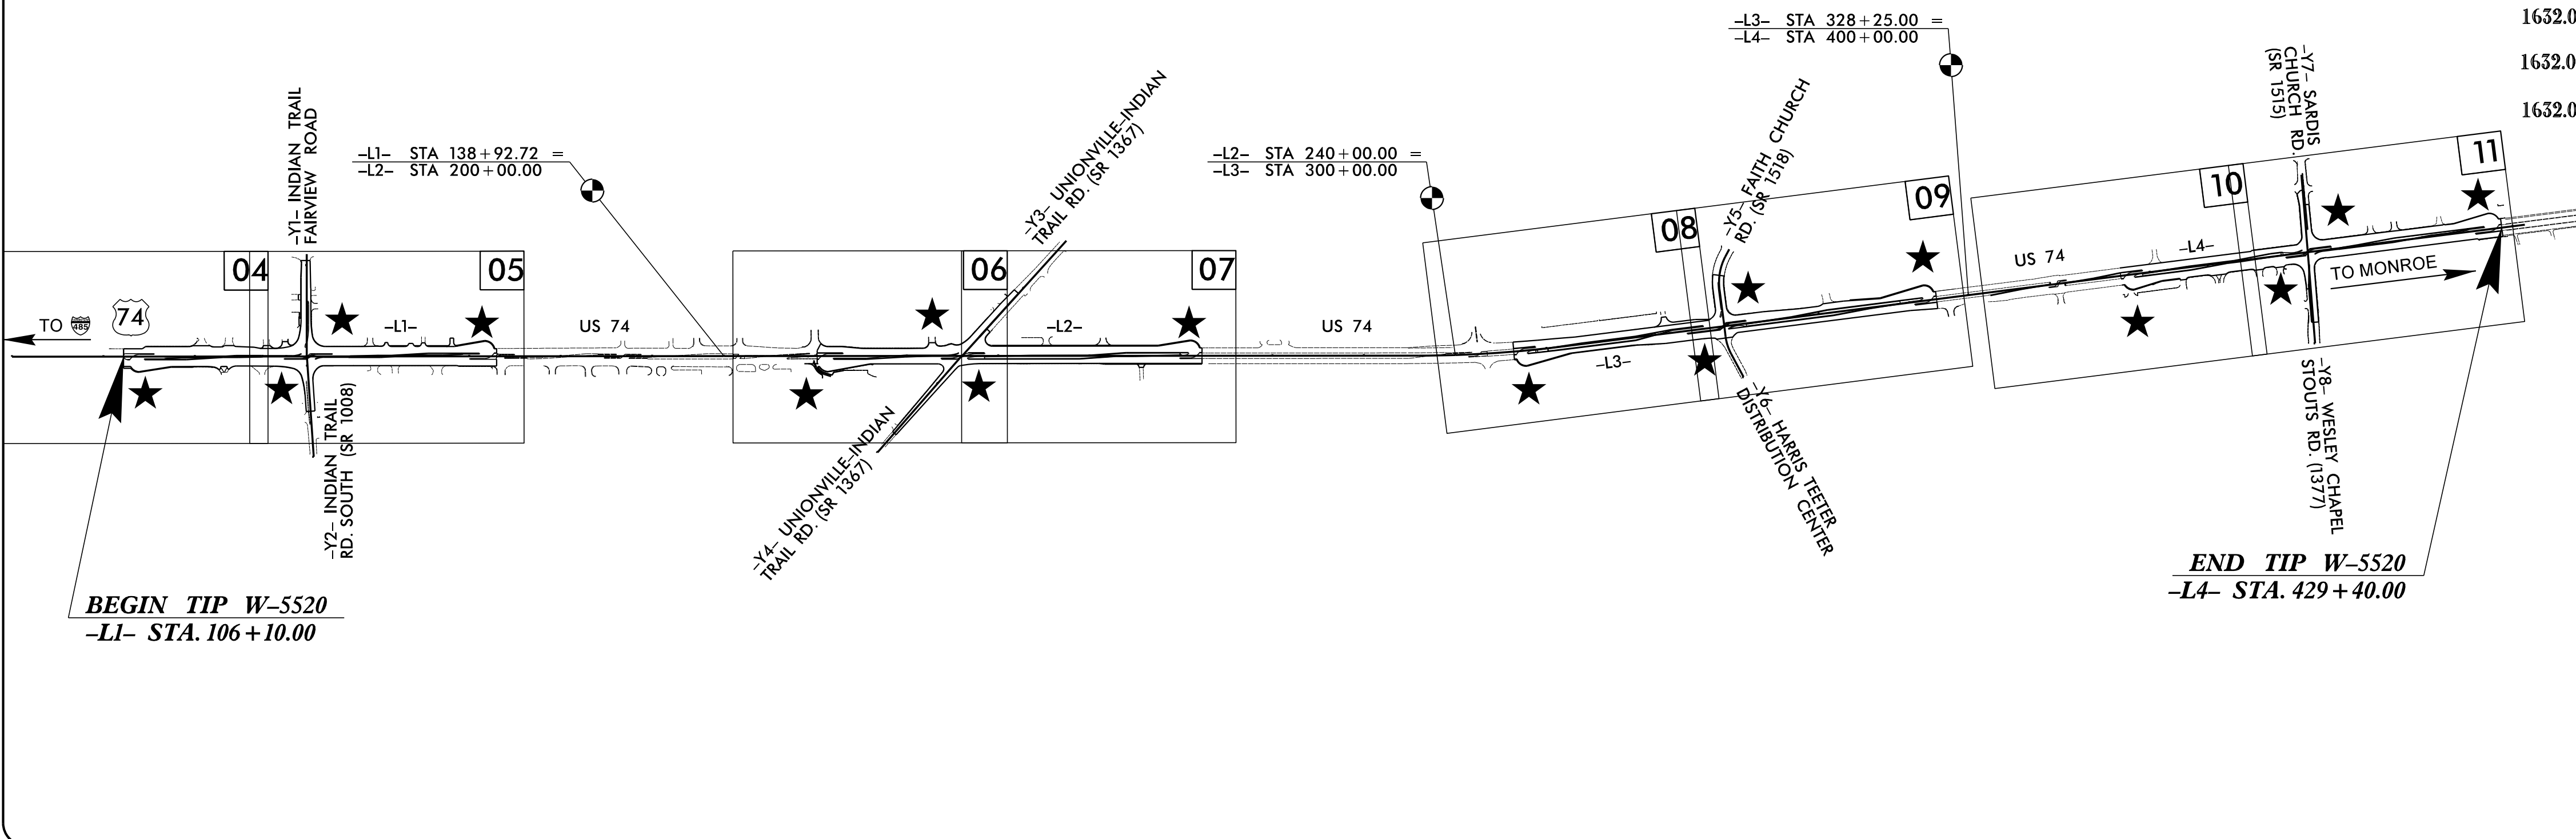 –L3– STA 328+25.00 =
–L4– STA 400+00.00
1632.0
1632.0
1632.0
–Y1– INDIAN TRAIL
FAIRVIEW ROAD
–L1– STA 138+92.72 =
–L2– STA 200+00.00
–Y3– UNIONVILLE–INDIAN
TRAIL RD. (SR 1367)
–L2– STA 240+00.00 =
–L3– STA 300+00.00
–Y5– FAITH CHURCH
RD. (SR 1518)
–Y7– SARDIS
CHURCH RD.
(SR 1515)
04
05
06
07
08
09
10
11
TO 485
74
–L1–
US 74
–L2–
US 74
–L3–
US 74
–L4–
TO MONROE
–Y2– INDIAN TRAIL
RD. SOUTH (SR 1008)
–Y4– UNIONVILLE–INDIAN
TRAIL RD. (SR 1367)
–Y6– HARRIS TEETER
DISTRIBUTION CENTER
–Y8– WESLEY CHAPEL
STOUTS RD. (1377)
BEGIN TIP W–5520
–L1– STA. 106+10.00
END TIP W–5520
–L4– STA. 429+40.00